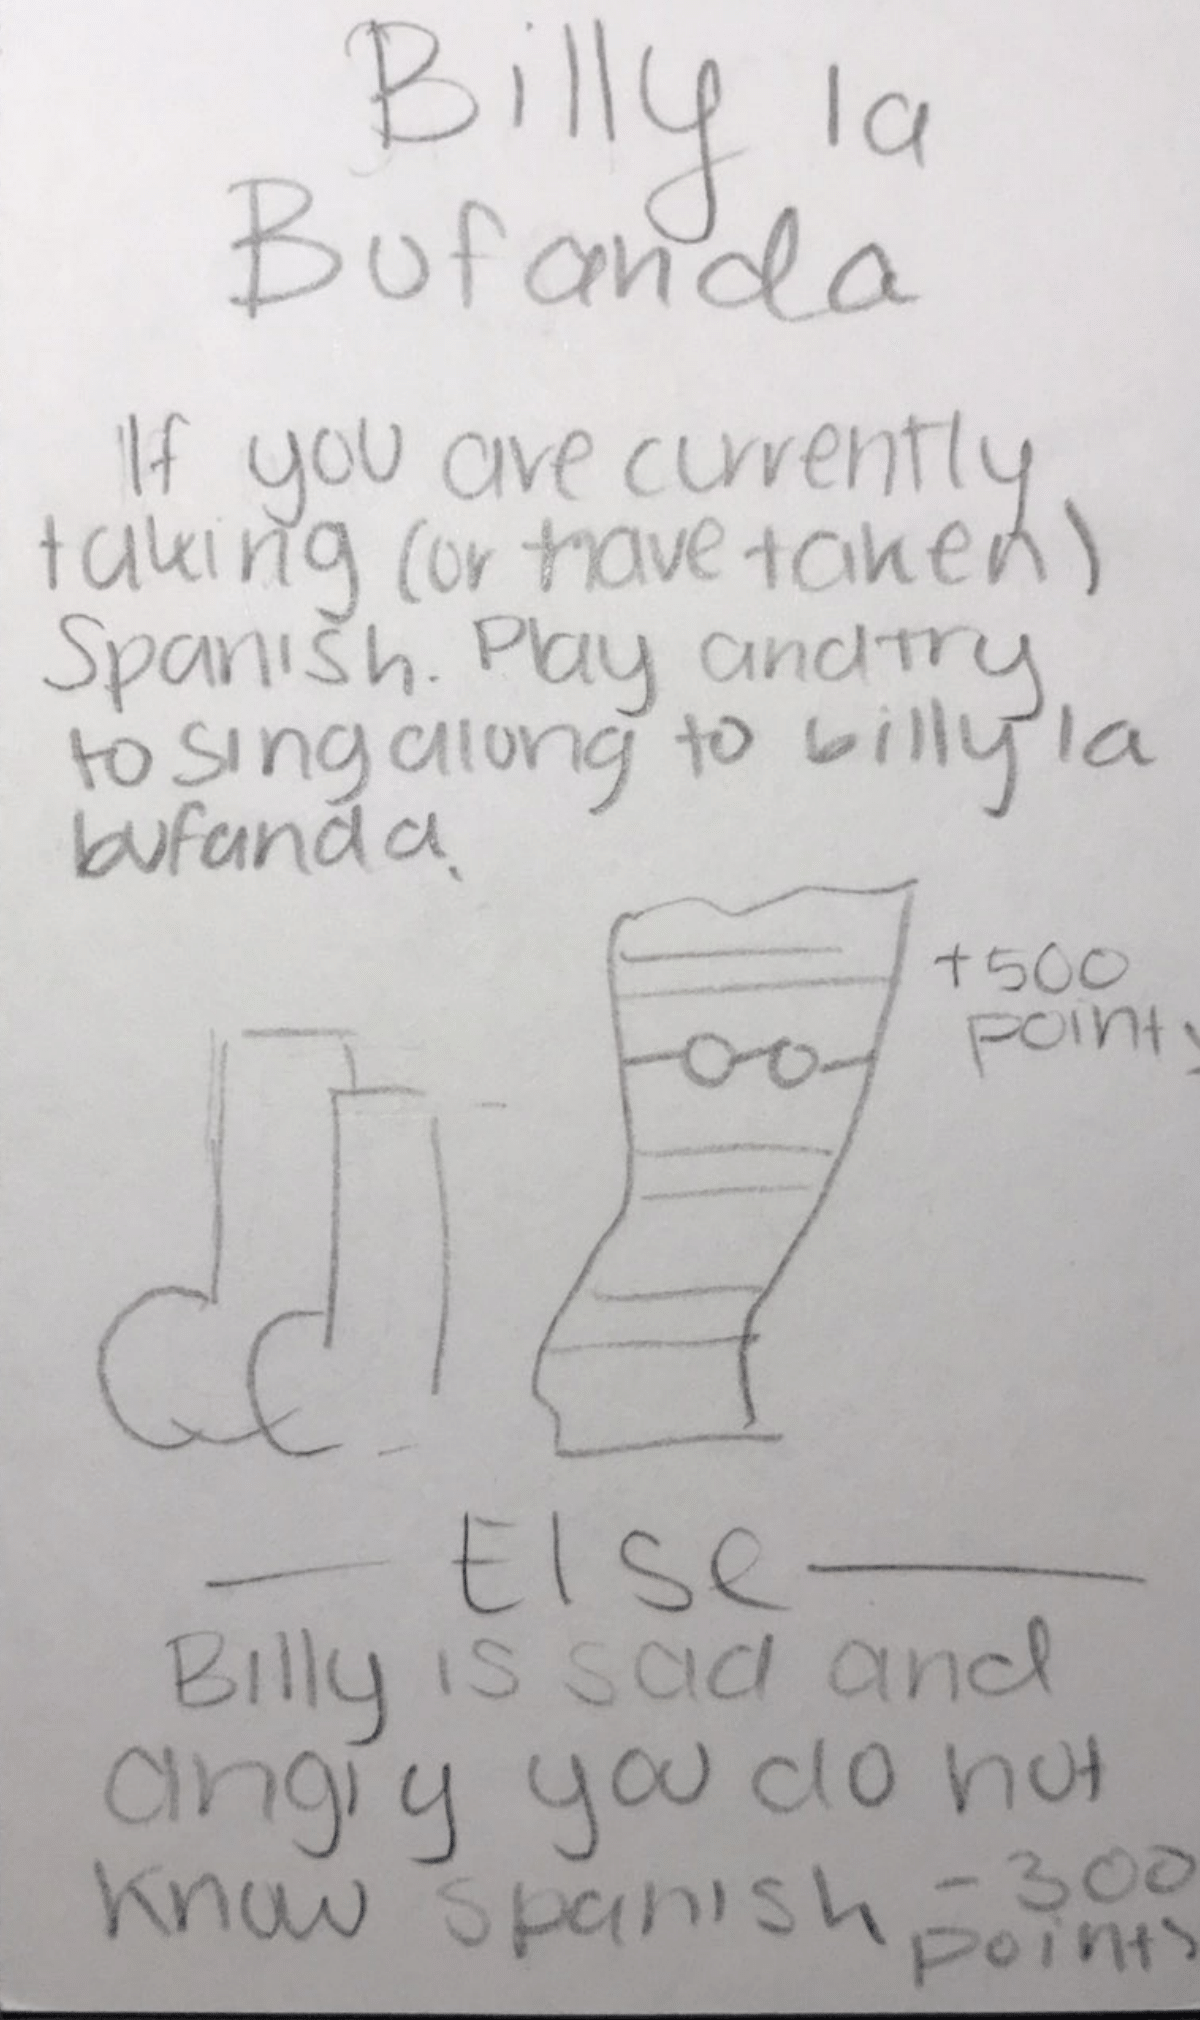 Billy la
Bufanda
If you are currently
taking (or have taken)
Spanish. Play and try
to sing along to billy la
bufanda.
+500
points
Else
Billy is sad and
angry you do not
know spanish -300
points